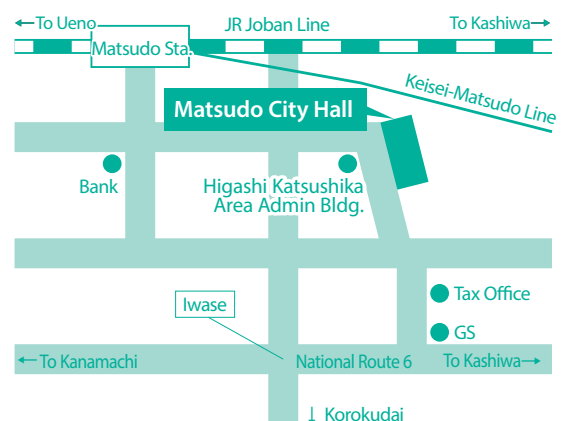 ←To Ueno
JR Joban Line
To Kashiwa→
Matsudo Sta.
Keisei-Matsudo Line
Matsudo City Hall
Bank
Higashi Katsushika
Area Admin Bldg.
Tax Office
Iwase
GS
←To Kanamachi
National Route 6
To Kashiwa→
↓ Korokudai